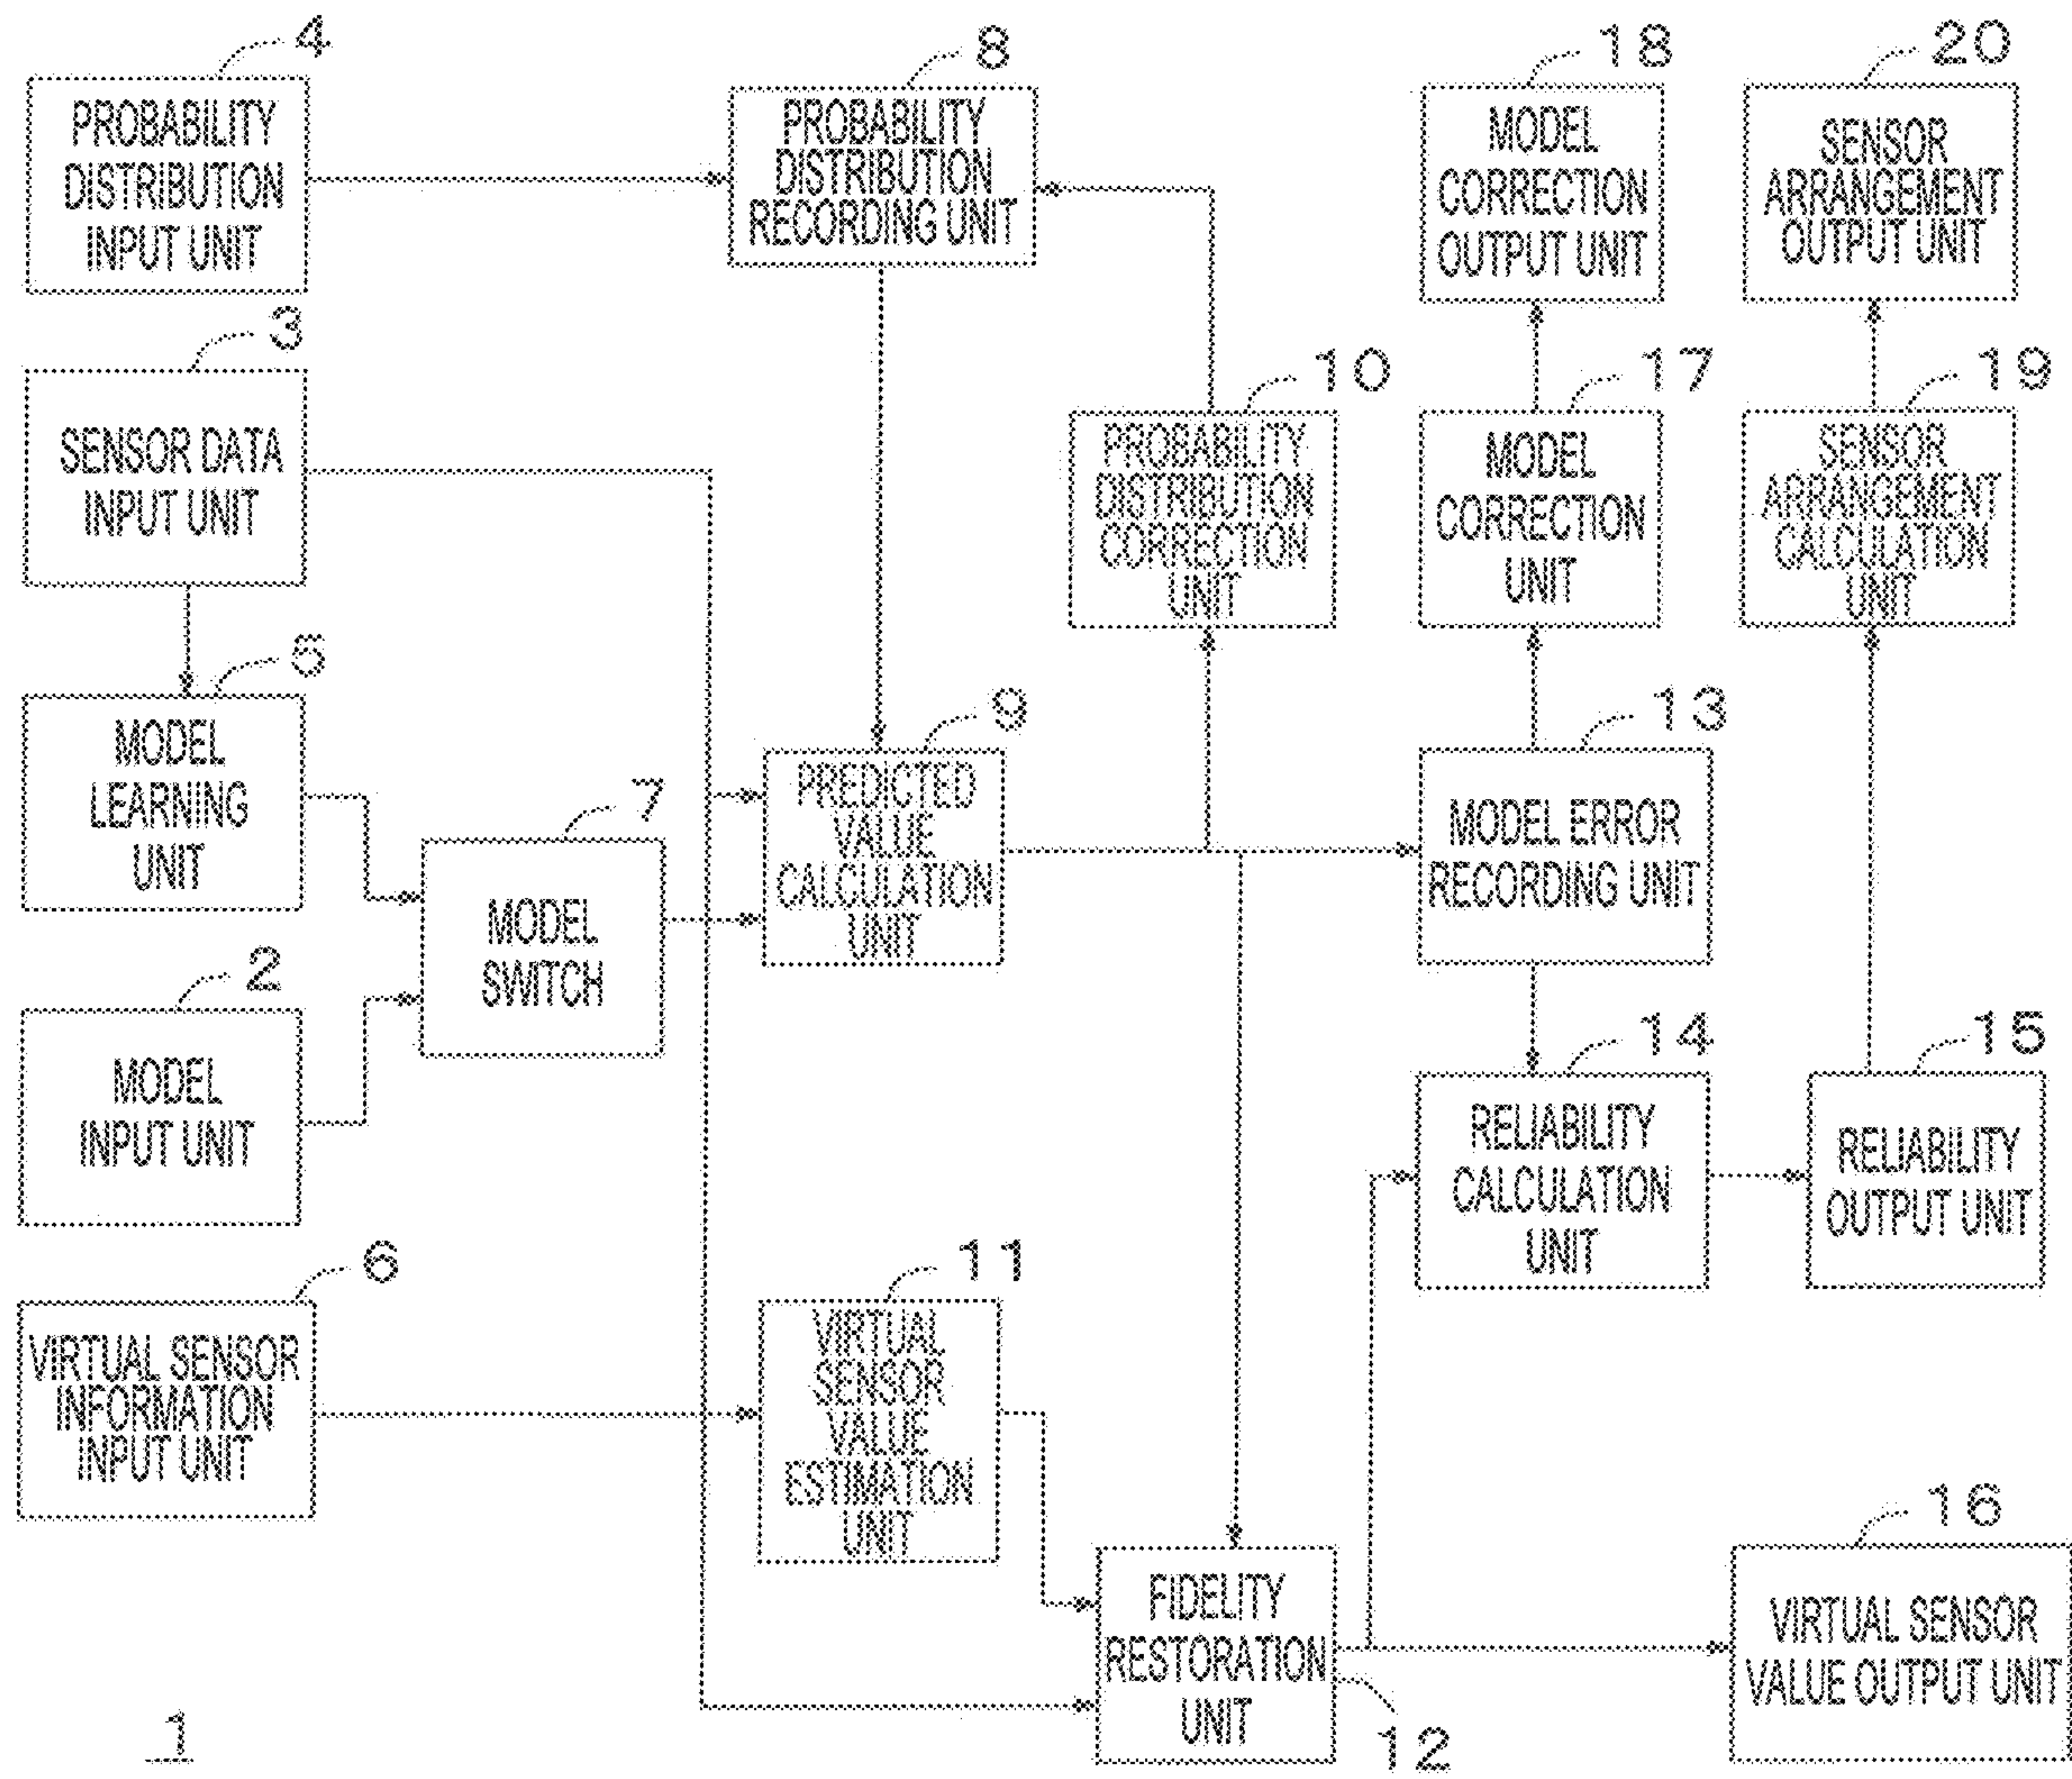 4
PROBABILITY
DISTRIBUTION
INPUT UNIT
8
PROBABILITY
DISTRIBUTION
RECORDING UNIT
18
MODEL
CORRECTION
OUTPUT UNIT
20
SENSOR
ARRANGEMENT
OUTPUT UNIT
3
SENSOR DATA
INPUT UNIT
10
PROBABILITY
DISTRIBUTION
CORRECTION
UNIT
17
MODEL
CORRECTION
UNIT
19
SENSOR
ARRANGEMENT
CALCULATION
UNIT
5
MODEL
LEARNING
UNIT
7
MODEL
SWITCH
9
PREDICTED
VALUE
CALCULATION
UNIT
13
MODEL ERROR
RECORDING UNIT
2
MODEL
INPUT UNIT
14
RELIABILITY
CALCULATION
UNIT
15
RELIABILITY
OUTPUT UNIT
6
VIRTUAL SENSOR
INFORMATION
INPUT UNIT
11
VIRTUAL
SENSOR
VALUE
ESTIMATION
UNIT
FIDELITY
RESTORATION
UNIT
12
16
VIRTUAL SENSOR
VALUE OUTPUT UNIT
1